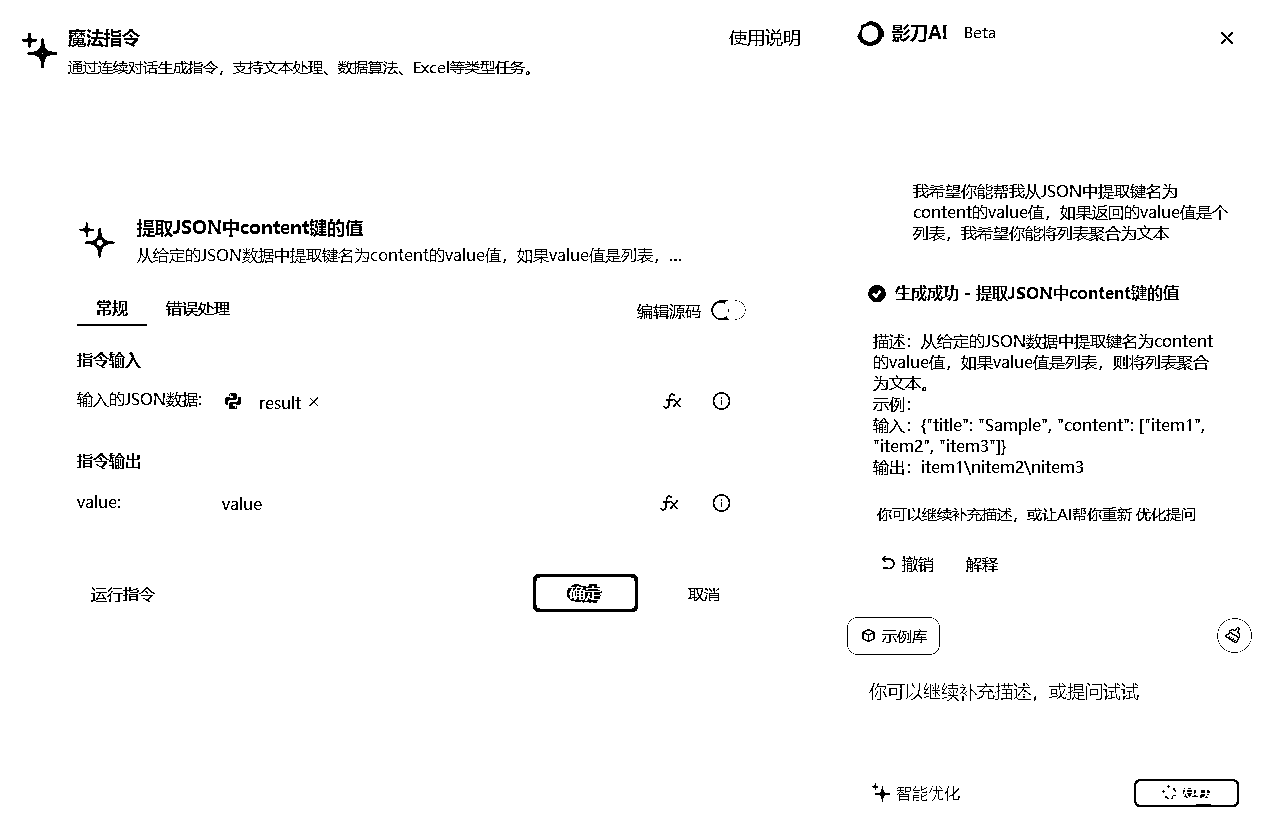 魔法指令
通过连续对话生成指令，支持文本处理、数据算法、Excel等类型任务。
使用说明
提取JSON中content键的值
从给定的JSON数据中提取键名为content的value值，如果value值是列表，...
常规 错误处理 编辑源码
指令输入
输入的JSON数据: result ×
fx
指令输出
value: value
fx
运行指令 确定 取消
影刀AI Beta
我希望你能帮我从JSON中提取键名为
content的value值，如果返回的value值是个
列表，我希望你能将列表聚合为文本
生成成功 - 提取JSON中content键的值
描述：从给定的JSON数据中提取键名为content
的value值，如果value值是列表，则将列表聚合
为文本。
示例：
输入：{"title": "Sample", "content": ["item1",
"item2", "item3"]}
输出：item1\nitem2\nitem3
你可以继续补充描述，或让AI帮你重新 优化提问
撤销 解释
示例库
你可以继续补充描述，或提问试试
智能优化